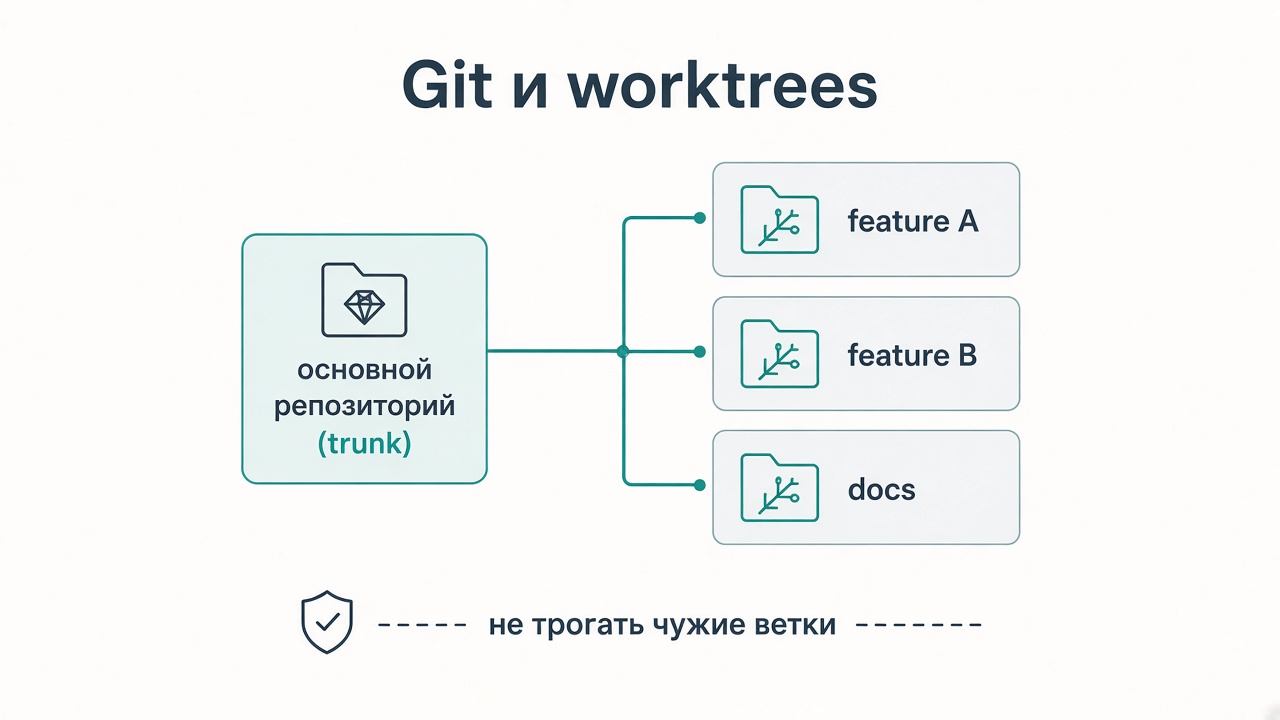 Git и worktrees
основной
репозиторий
(trunk)
feature A
feature B
docs
не трогать чужие ветки